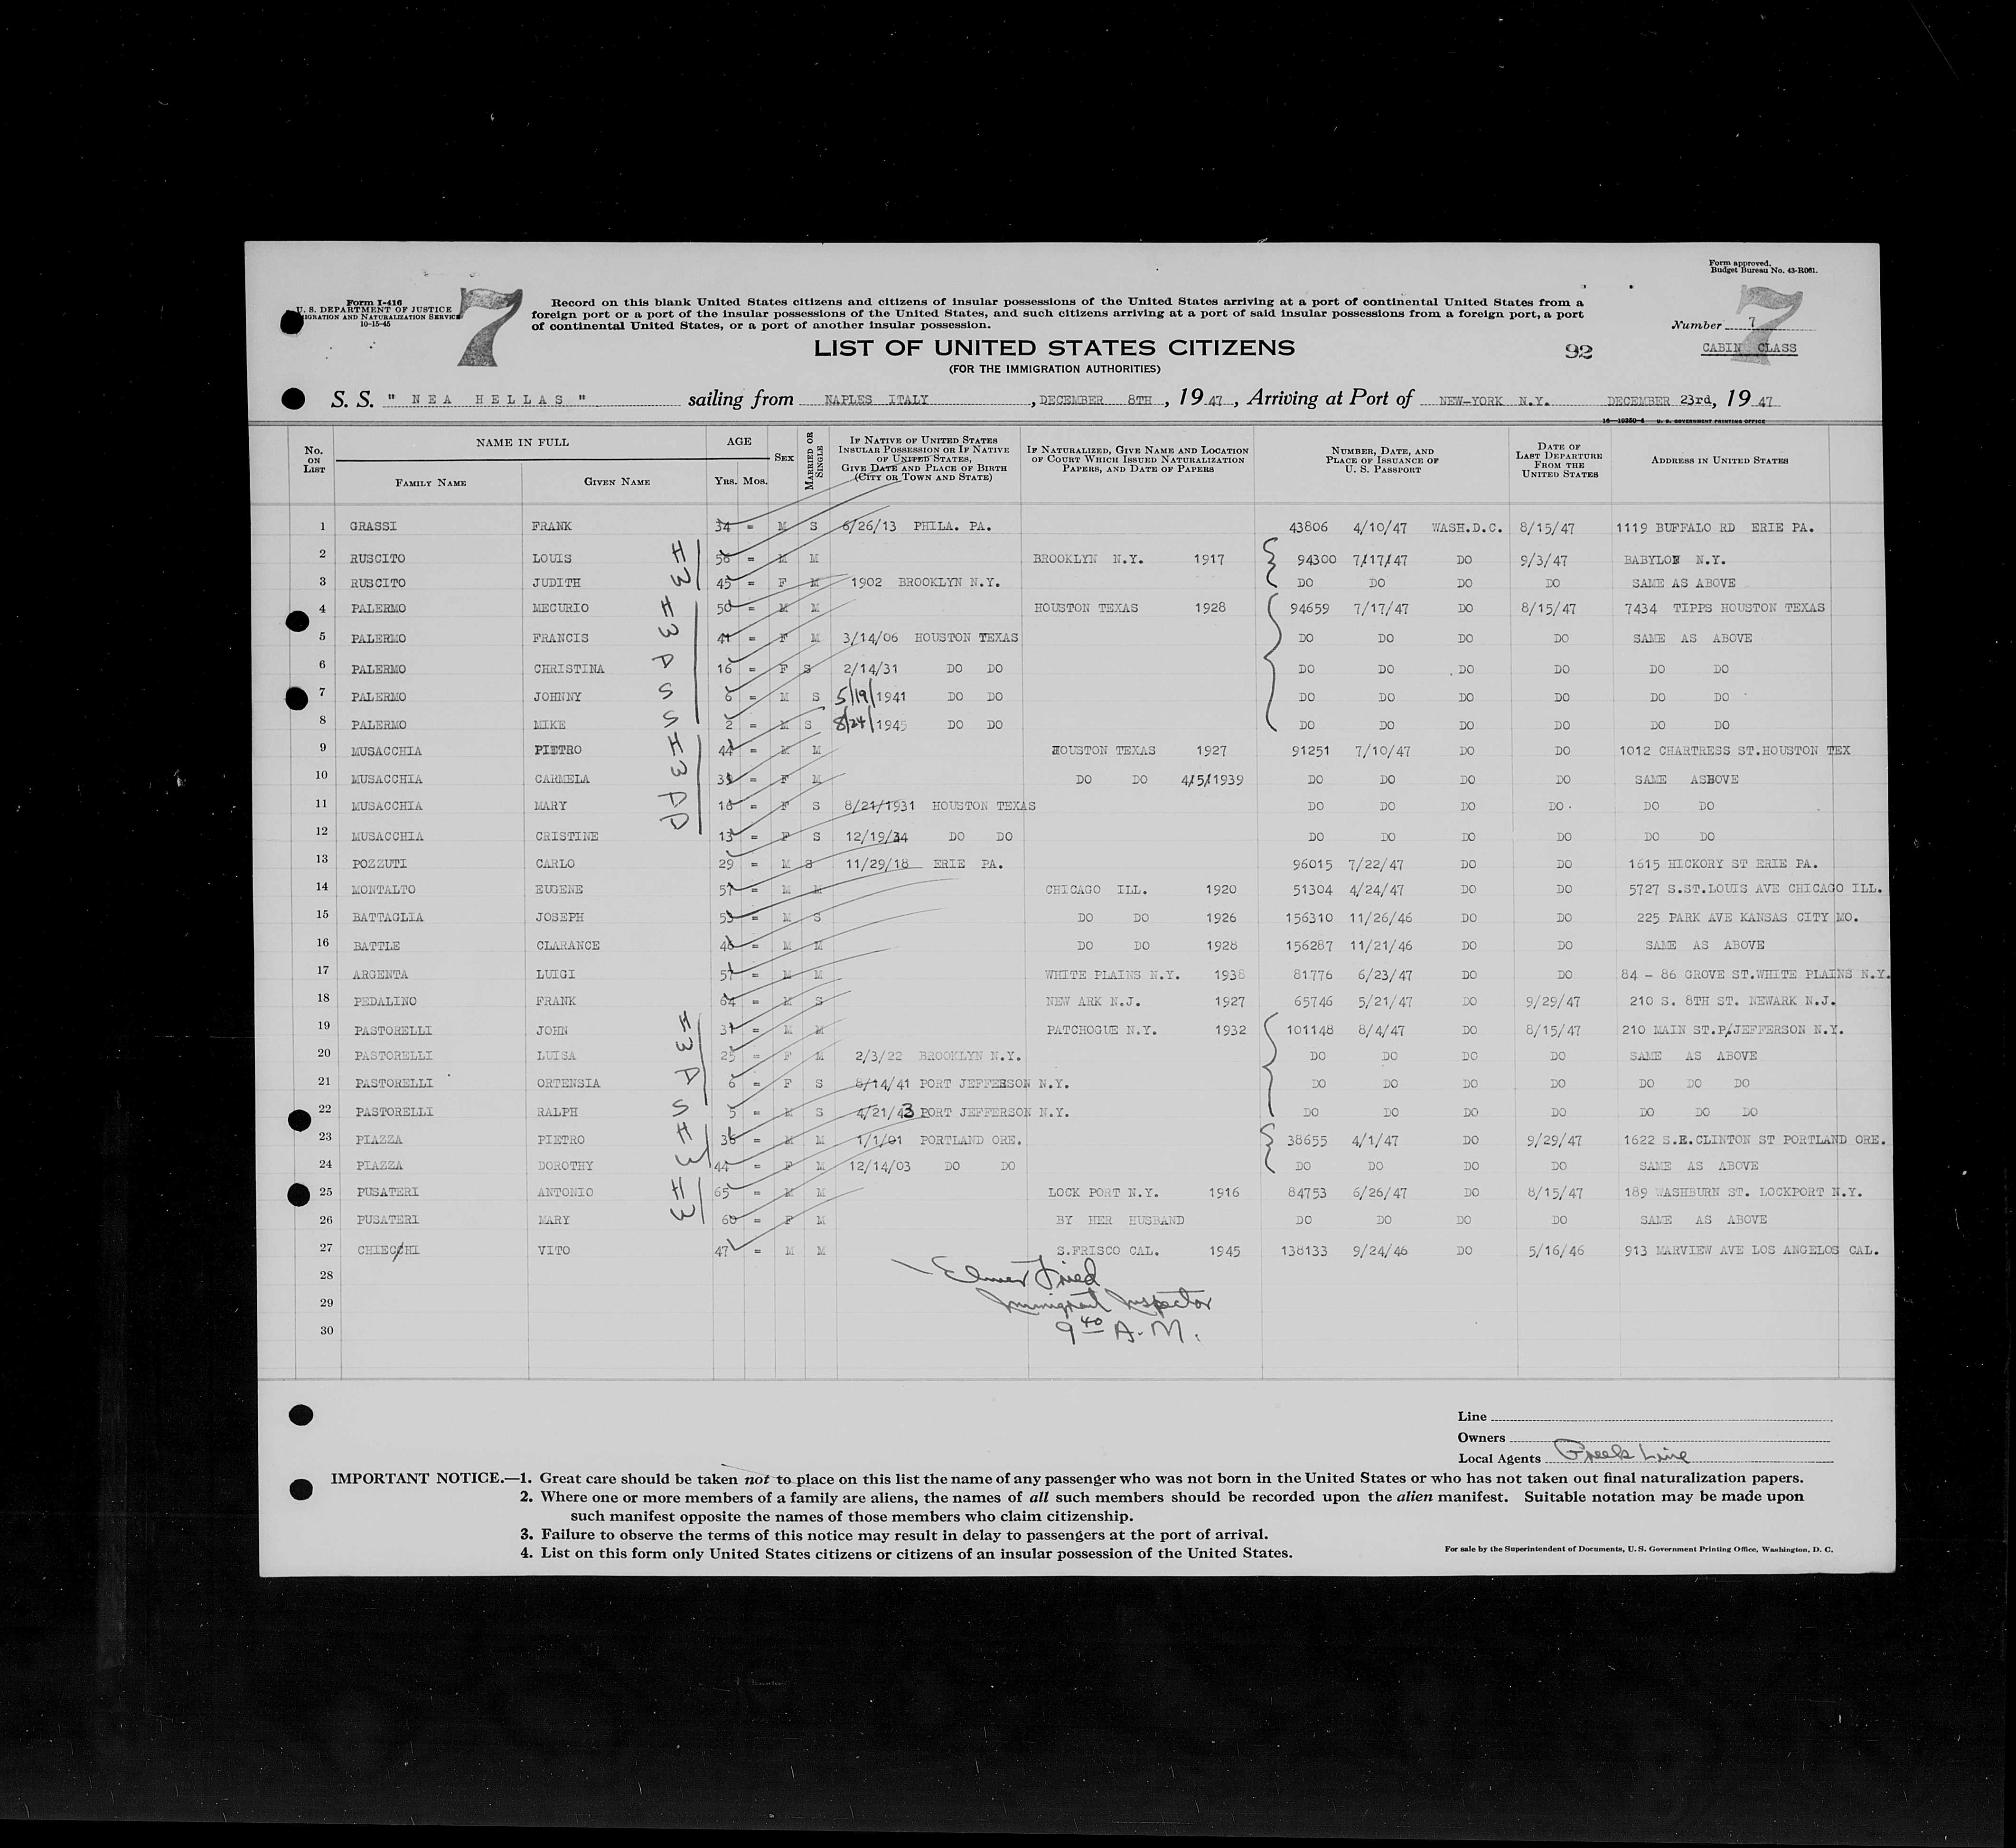 Form approved.
Budget Bureau No. 43-R061.
Form I-416
U. S. DEPARTMENT OF JUSTICE
IGRATION AND NATURALIZATION SERVICE
10-15-45
7
Record on this blank United States citizens and citizens of insular possessions of the United States arriving at a port of continental United States from a
foreign port or a port of the insular possessions of the United States, and such citizens arriving at a port of said insular possessions from a foreign port, a port
of continental United States, or a port of another insular possession.
7
Number 7
LIST OF UNITED STATES CITIZENS
92
CABIN CLASS
(FOR THE IMMIGRATION AUTHORITIES)
S. S. " NEA HELLAS " sailing from NAPLES ITALY , DECEMBER 8TH , 19 47 , Arriving at Port of NEW-YORK N.Y. DECEMBER 23rd, 19 47
16—10350-4 U. S. GOVERNMENT PRINTING OFFICE
No. ON LIST
NAME IN FULL
FAMILY NAME
GIVEN NAME
AGE
YRS. MOS.
SEX
MARRIED OR SINGLE
IF NATIVE OF UNITED STATES INSULAR POSSESSION OR IF NATIVE OF UNITED STATES, GIVE DATE AND PLACE OF BIRTH (CITY OR TOWN AND STATE)
IF NATURALIZED, GIVE NAME AND LOCATION OF COURT WHICH ISSUED NATURALIZATION PAPERS, AND DATE OF PAPERS
NUMBER, DATE, AND PLACE OF ISSUANCE OF U. S. PASSPORT
DATE OF LAST DEPARTURE FROM THE UNITED STATES
ADDRESS IN UNITED STATES
1 GRASSI FRANK 34 = M S 6/26/13 PHILA. PA. 43806 4/10/47 WASH.D.C. 8/15/47 1119 BUFFALO RD ERIE PA.
2 RUSCITO LOUIS 56 = M M BROOKLYN N.Y. 1917 94300 7/17/47 DO 9/3/47 BABYLON N.Y.
3 RUSCITO JUDITH 45 = F M 1902 BROOKLYN N.Y. DO DO DO DO SAME AS ABOVE
4 PALERMO MECURIO 50 = M M HOUSTON TEXAS 1928 94659 7/17/47 DO 8/15/47 7434 TIPPS HOUSTON TEXAS
5 PALERMO FRANCIS 41 = F M 3/14/06 HOUSTON TEXAS DO DO DO DO SAME AS ABOVE
6 PALERMO CHRISTINA 16 = F S 2/14/31 DO DO DO DO DO DO DO DO
7 PALERMO JOHNNY 6 = M S 5/19/1941 DO DO DO DO DO DO DO DO
8 PALERMO MIKE 2 = M S 8/24/1945 DO DO DO DO DO DO DO DO
9 MUSACCHIA PIETRO 44 = M M HOUSTON TEXAS 1927 91251 7/10/47 DO DO 1012 CHARTRESS ST.HOUSTON TEX
10 MUSACCHIA CARMELA = F M DO DO 4/5/1939 DO DO DO DO SAME ASBOVE
11 MUSACCHIA MARY 16 = F S 8/21/1931 HOUSTON TEXAS DO DO DO DO DO DO
12 MUSACCHIA CRISTINE 13 = F S 12/19/34 DO DO DO DO DO DO DO DO
13 POZZUTI CARLO 29 = M S 11/29/18 ERIE PA. 96015 7/22/47 DO DO 1615 HICKORY ST ERIE PA.
14 MONTALTO EUGENE 57 = M M CHICAGO ILL. 1920 51304 4/24/47 DO DO 5727 S.ST.LOUIS AVE CHICAGO ILL.
15 BATTAGLIA JOSEPH 53 = M S DO DO 1926 156310 11/26/46 DO DO 225 PARK AVE KANSAS CITY MO.
16 BATTLE CLARANCE 46 = M M DO DO 1928 156287 11/21/46 DO DO SAME AS ABOVE
17 ARGENTA LUIGI 57 = M M WHITE PLAINS N.Y. 1938 81776 6/23/47 DO DO 84 - 86 GROVE ST.WHITE PLAINS N.Y.
18 PEDALINO FRANK 64 = M S NEW ARK N.J. 1927 65746 5/21/47 DO 9/29/47 210 S. 8TH ST. NEWARK N.J.
19 PASTORELLI JOHN 37 = M M PATCHOGUE N.Y. 1932 101148 8/4/47 DO 8/15/47 210 MAIN ST.P/JEFFERSON N.Y.
20 PASTORELLI LUISA 25 = F M 2/3/22 BROOKLYN N.Y. DO DO DO DO SAME AS ABOVE
21 PASTORELLI ORTENSIA 6 = F S 8/14/41 PORT JEFFERSON N.Y. DO DO DO DO DO DO DO
22 PASTORELLI RALPH 5 = M S 4/21/43 PORT JEFFERSON N.Y. DO DO DO DO DO DO DO
23 PIAZZA PIETRO 36 = M M 1/1/01 PORTLAND ORE. 38655 4/1/47 DO 9/29/47 1622 S.E.CLINTON ST PORTLAND ORE.
24 PIAZZA DOROTHY 44 = F M 12/14/03 DO DO DO DO DO DO SAME AS ABOVE
25 PUSATERI ANTONIO 65 = M M LOCK PORT N.Y. 1916 84753 6/26/47 DO 8/15/47 189 WASHBURN ST. LOCKPORT N.Y.
26 PUSATERI MARY 60 = F M BY HER HUSBAND DO DO DO DO SAME AS ABOVE
27 CHIECCHI VITO 47 = M M S.FRISCO CAL. 1945 138133 9/24/46 DO 5/16/46 913 MARVIEW AVE LOS ANGELOS CAL.
28 Elmer Fried
29 Immigrant Inspector
30 9 40 A.M.
Line
Owners
Local Agents Greek Line
IMPORTANT NOTICE.—1. Great care should be taken not to place on this list the name of any passenger who was not born in the United States or who has not taken out final naturalization papers.
2. Where one or more members of a family are aliens, the names of all such members should be recorded upon the alien manifest. Suitable notation may be made upon
such manifest opposite the names of those members who claim citizenship.
3. Failure to observe the terms of this notice may result in delay to passengers at the port of arrival.
4. List on this form only United States citizens or citizens of an insular possession of the United States.
For sale by the Superintendent of Documents, U. S. Government Printing Office, Washington, D. C.